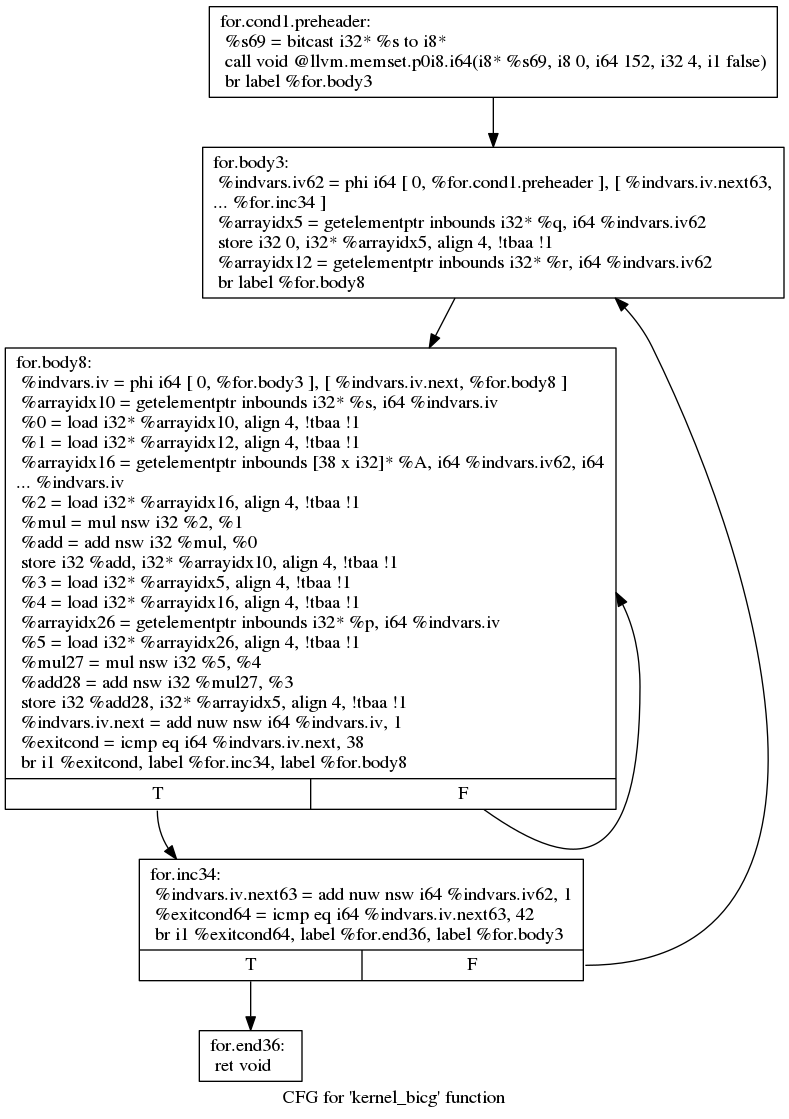 for.cond1.preheader:
%s69 = bitcast i32* %s to i8*
call void @llvm.memset.p0i8.i64(i8* %s69, i8 0, i64 152, i32 4, i1 false)
br label %for.body3
for.body3:
%indvars.iv62 = phi i64 [ 0, %for.cond1.preheader ], [ %indvars.iv.next63,
... %for.inc34 ]
%arrayidx5 = getelementptr inbounds i32* %q, i64 %indvars.iv62
store i32 0, i32* %arrayidx5, align 4, !tbaa !1
%arrayidx12 = getelementptr inbounds i32* %r, i64 %indvars.iv62
br label %for.body8
for.body8:
%indvars.iv = phi i64 [ 0, %for.body3 ], [ %indvars.iv.next, %for.body8 ]
%arrayidx10 = getelementptr inbounds i32* %s, i64 %indvars.iv
%0 = load i32* %arrayidx10, align 4, !tbaa !1
%1 = load i32* %arrayidx12, align 4, !tbaa !1
%arrayidx16 = getelementptr inbounds [38 x i32]* %A, i64 %indvars.iv62, i64
... %indvars.iv
%2 = load i32* %arrayidx16, align 4, !tbaa !1
%mul = mul nsw i32 %2, %1
%add = add nsw i32 %mul, %0
store i32 %add, i32* %arrayidx10, align 4, !tbaa !1
%3 = load i32* %arrayidx5, align 4, !tbaa !1
%4 = load i32* %arrayidx16, align 4, !tbaa !1
%arrayidx26 = getelementptr inbounds i32* %p, i64 %indvars.iv
%5 = load i32* %arrayidx26, align 4, !tbaa !1
%mul27 = mul nsw i32 %5, %4
%add28 = add nsw i32 %mul27, %3
store i32 %add28, i32* %arrayidx5, align 4, !tbaa !1
%indvars.iv.next = add nuw nsw i64 %indvars.iv, 1
%exitcond = icmp eq i64 %indvars.iv.next, 38
br i1 %exitcond, label %for.inc34, label %for.body8
T F
for.inc34:
%indvars.iv.next63 = add nuw nsw i64 %indvars.iv62, 1
%exitcond64 = icmp eq i64 %indvars.iv.next63, 42
br i1 %exitcond64, label %for.end36, label %for.body3
T F
for.end36:
ret void
CFG for 'kernel_bicg' function